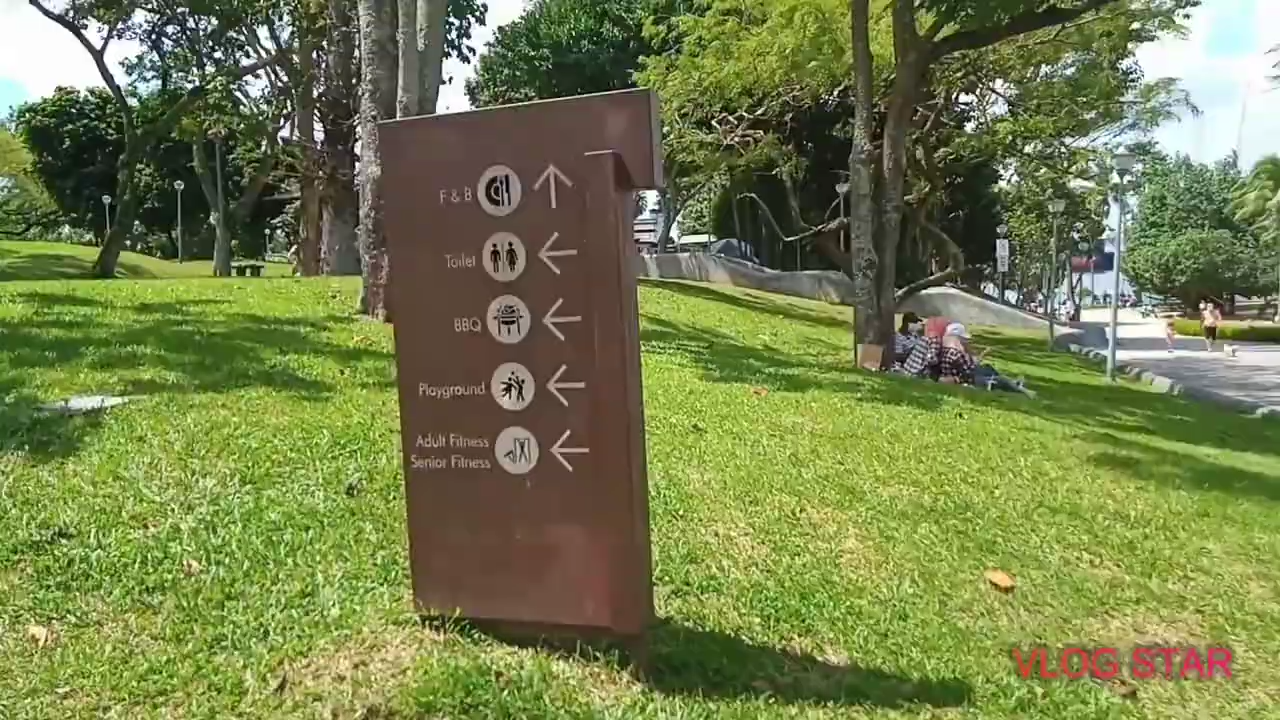 F & B
Toilet
BBQ
Playground
Adult Fitness
Senior Fitness
VLOG STAR